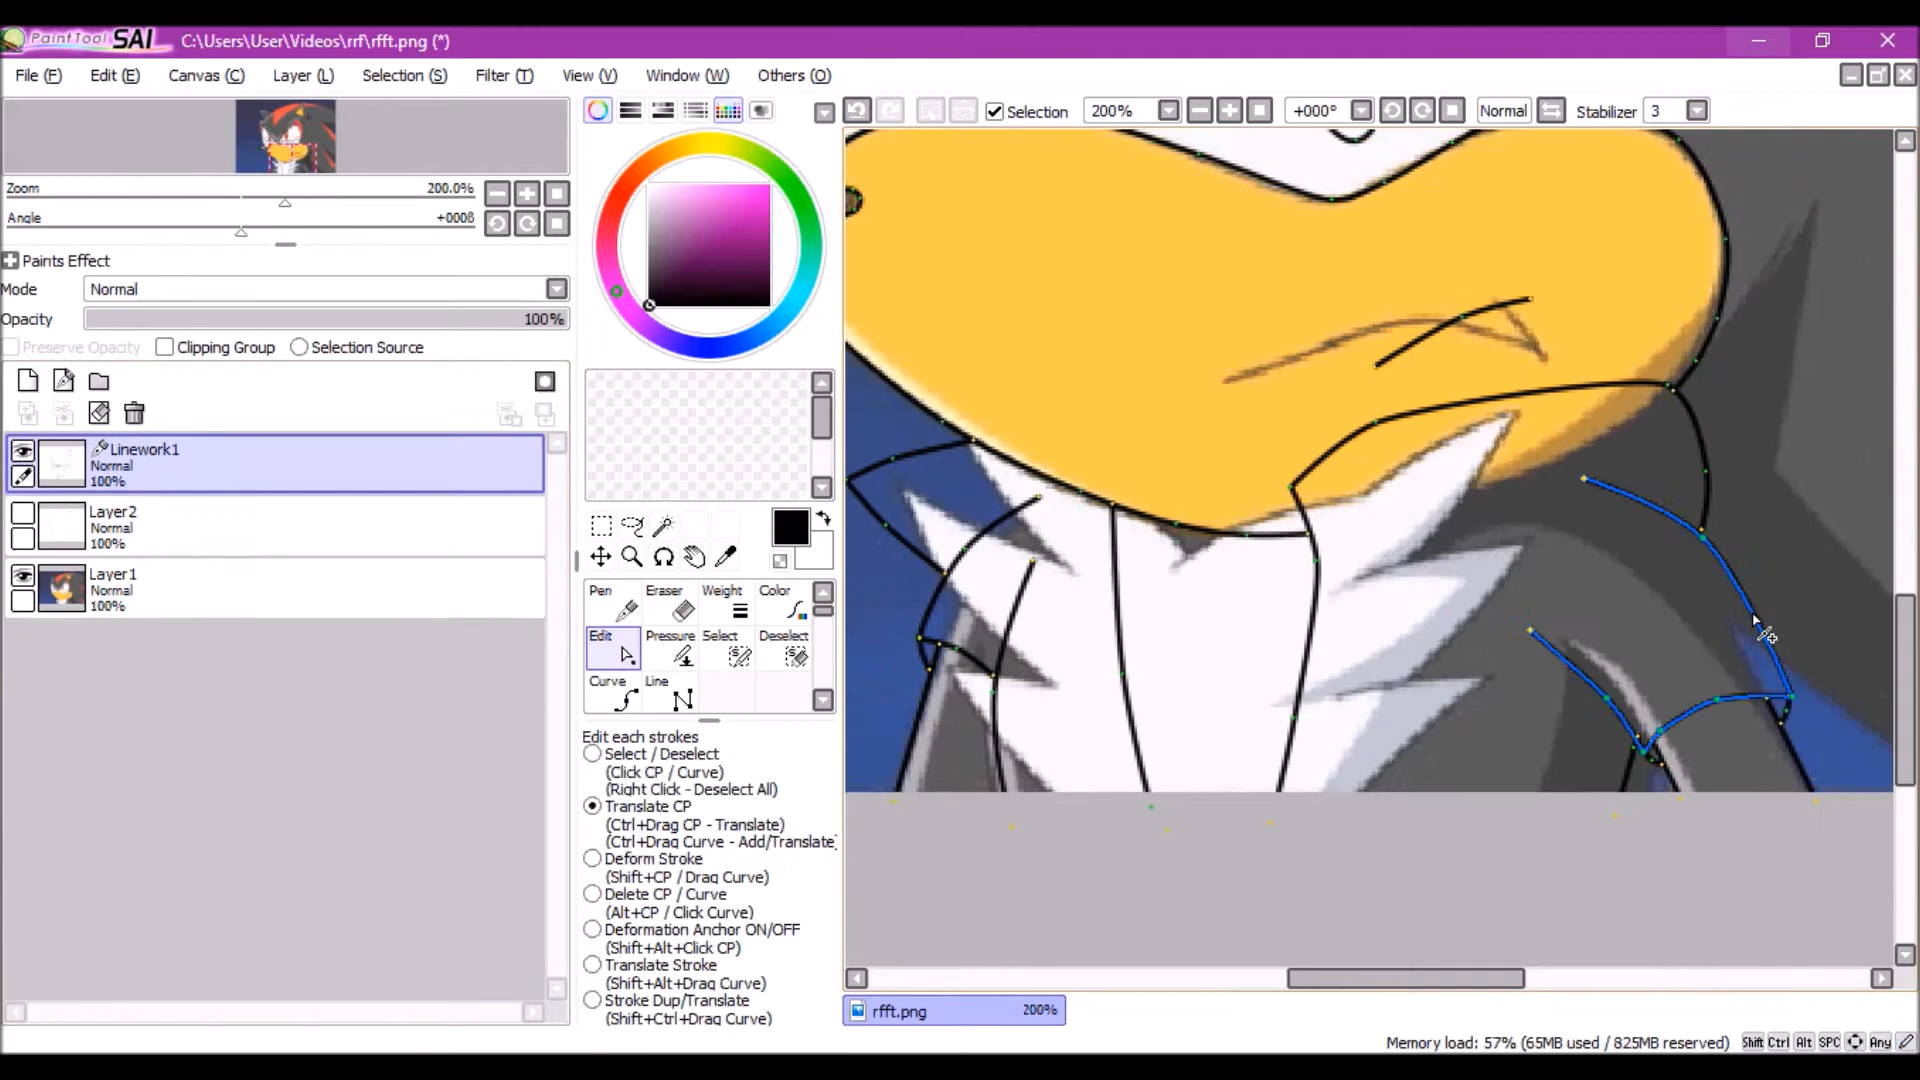 PaintTool SAI C:\Users\User\Videos\rrf\rfft.png (*)
File (F) Edit (E) Canvas (C) Layer (L) Selection (S) Filter (T) View (V) Window (W) Others (O)
Selection 200% +000° Normal Stabilizer 3
Zoom 200.0%
Angle +000ß
Paints Effect
Mode Normal
Opacity 100%
Preserve Opacity Clipping Group Selection Source
Linework1
Normal
100%
Layer2
Normal
100%
Layer1
Normal
100%
Pen Eraser Weight Color
Edit Pressure Select Deselect
Curve Line
Edit each strokes
Select / Deselect
(Click CP / Curve)
(Right Click - Deselect All)
Translate CP
(Ctrl+Drag CP - Translate)
(Ctrl+Drag Curve - Add/Translate
Deform Stroke
(Shift+CP / Drag Curve)
Delete CP / Curve
(Alt+CP / Click Curve)
Deformation Anchor ON/OFF
(Shift+Alt+Click CP)
Translate Stroke
(Shift+Alt+Drag Curve)
Stroke Dup/Translate
(Shift+Ctrl+Drag Curve)
rfft.png 200%
Memory load: 57% (65MB used / 825MB reserved) Shift Ctrl Alt SPC Any